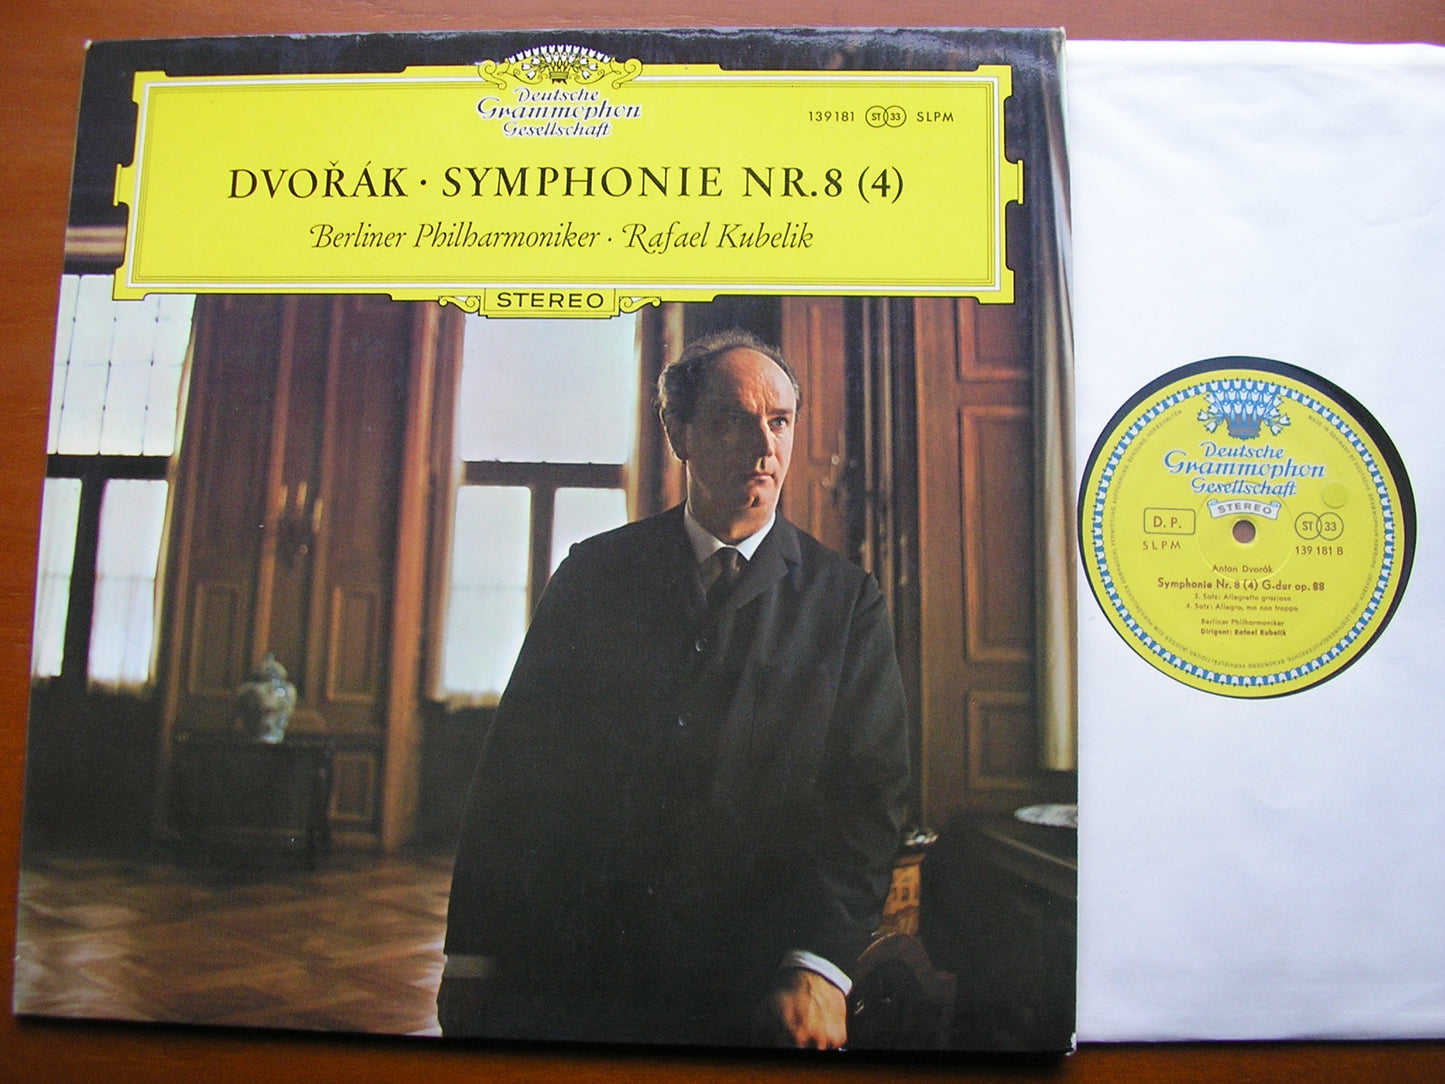 Deutsche
Grammophon
Gesellschaft
139181 ST 33 SLPM
DVOŘÁK · SYMPHONIE NR. 8 (4)
Berliner Philharmoniker · Rafael Kubelik
STEREO
Deutsche
Grammophon
Gesellschaft
STEREO
D. P.
SLPM
ST 33
139 181 B
Anton Dvorák
Symphonie Nr. 8 (4) G-dur op. 88
3. Satz: Allegretto grazioso
4. Satz: Allegro, ma non troppo
Berliner Philharmoniker
Dirigent: Rafael Kubelik